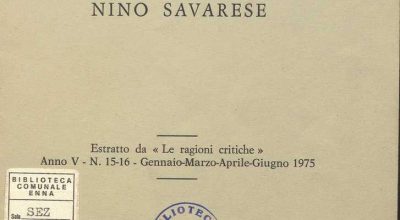 NINO SAVARESE
Estratto da « Le ragioni critiche »
Anno V - N. 15-16 - Gennaio-Marzo-Aprile-Giugno 1975
BIBLIOTECA
COMUNALE
ENNA
SEZ
Sala